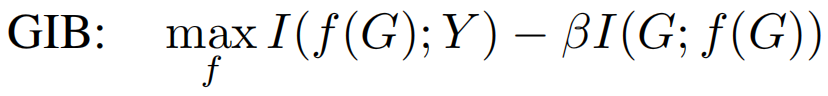 GIB: max_f I(f(G); Y) − βI(G; f(G))